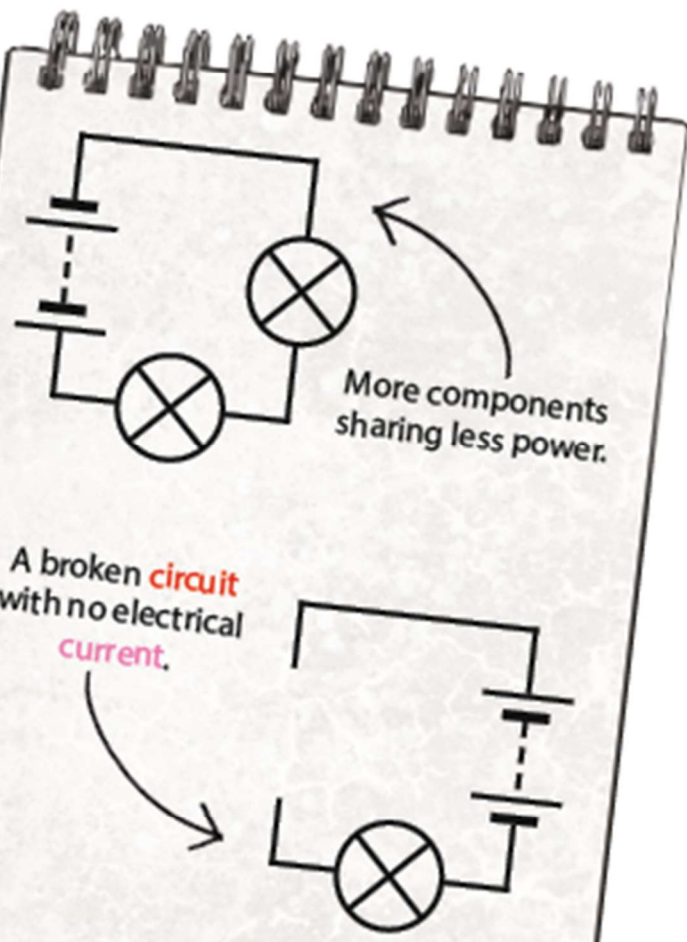 More components
sharing less power.
A broken circuit
with no electrical
current.